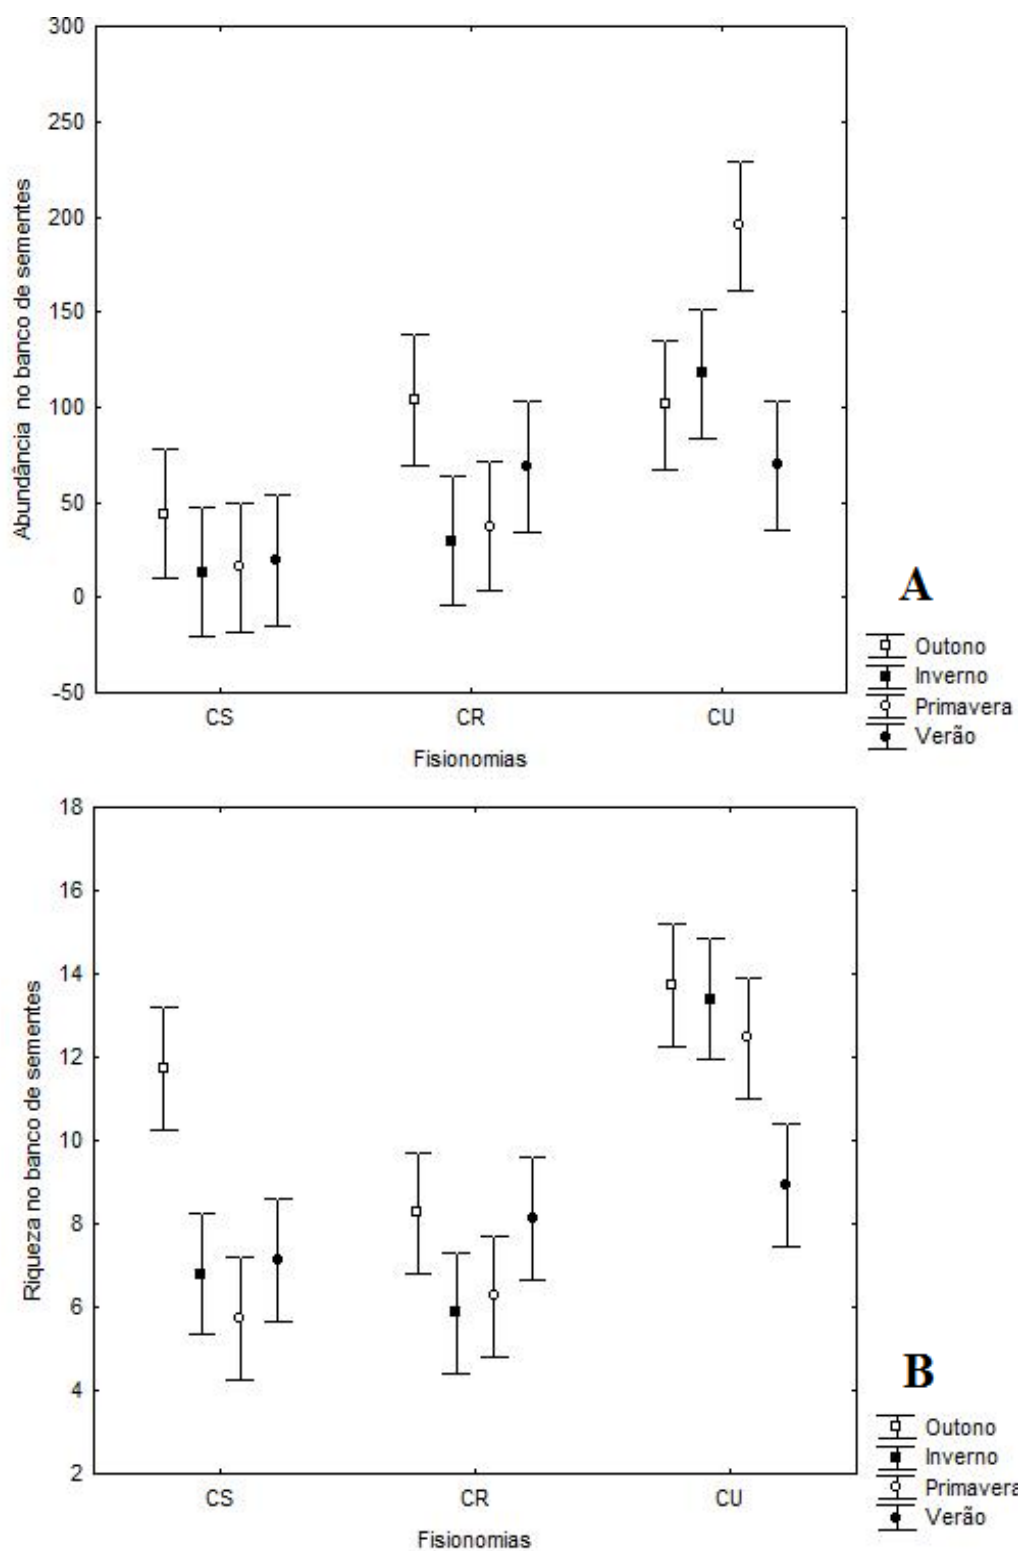 300
250
200
150
100
50
0
-50
Abundância no banco de sementes
CS CR CU
Fisionomias
A
Outono
Inverno
Primavera
Verão
18
16
14
12
10
8
6
4
2
Riqueza no banco de sementes
CS CR CU
Fisionomias
B
Outono
Inverno
Primavera
Verão